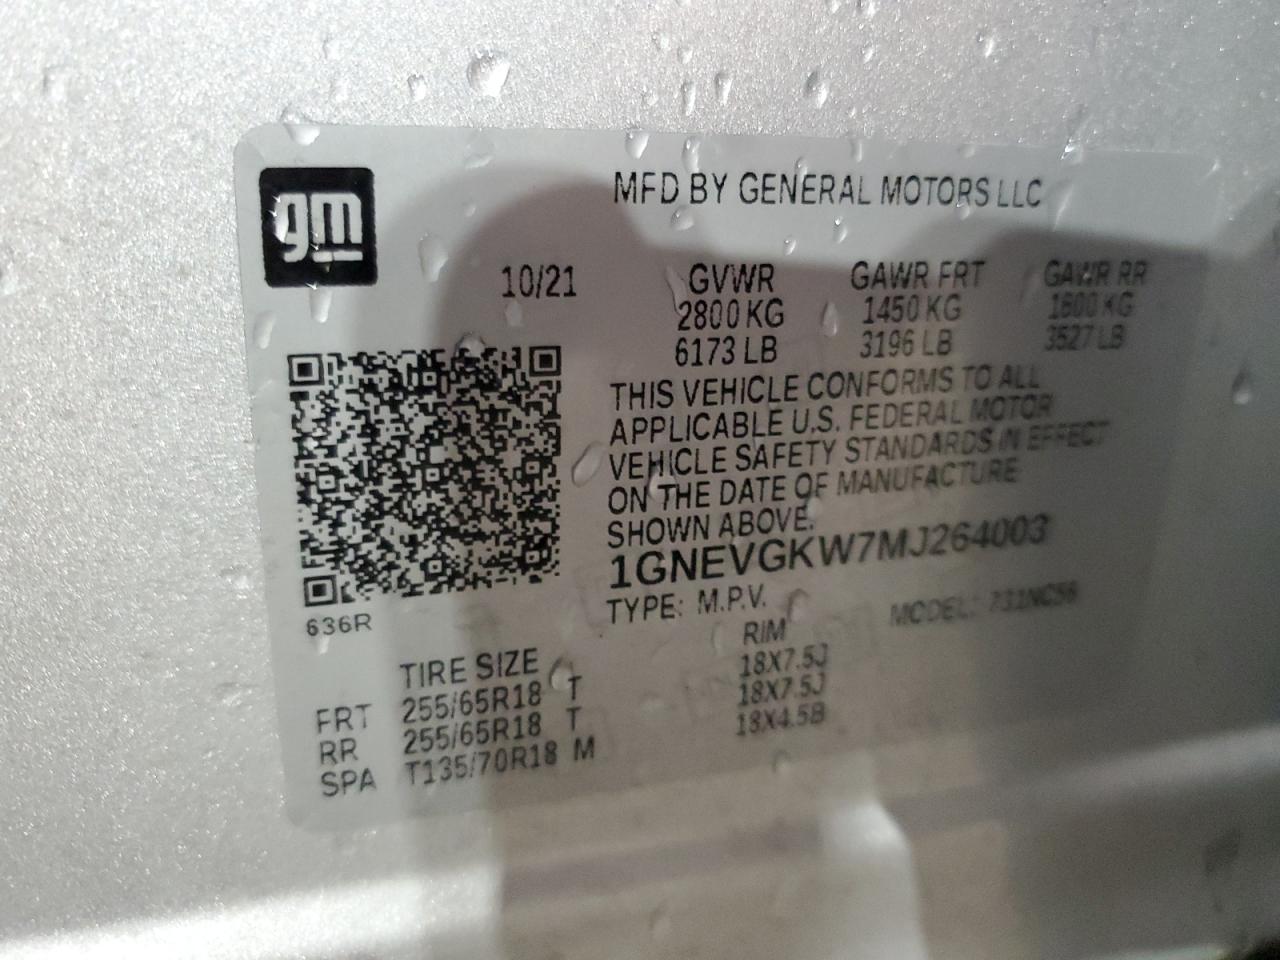 gm
MFD BY GENERAL MOTORS LLC
10/21 GVWR GAWR FRT GAWR RR
2800 KG 1450 KG 1600 KG
6173 LB 3196 LB 3527 LB
THIS VEHICLE CONFORMS TO ALL
APPLICABLE U.S. FEDERAL MOTOR
VEHICLE SAFETY STANDARDS IN EFFECT
ON THE DATE OF MANUFACTURE
SHOWN ABOVE.
1GNEVGKW7MJ264003
TYPE: M.P.V. MODEL: 731NC56
636R
TIRE SIZE RIM
FRT 255/65R18 T 18X7.5J
RR 255/65R18 T 18X7.5J
SPA T135/70R18 M 18X4.5B